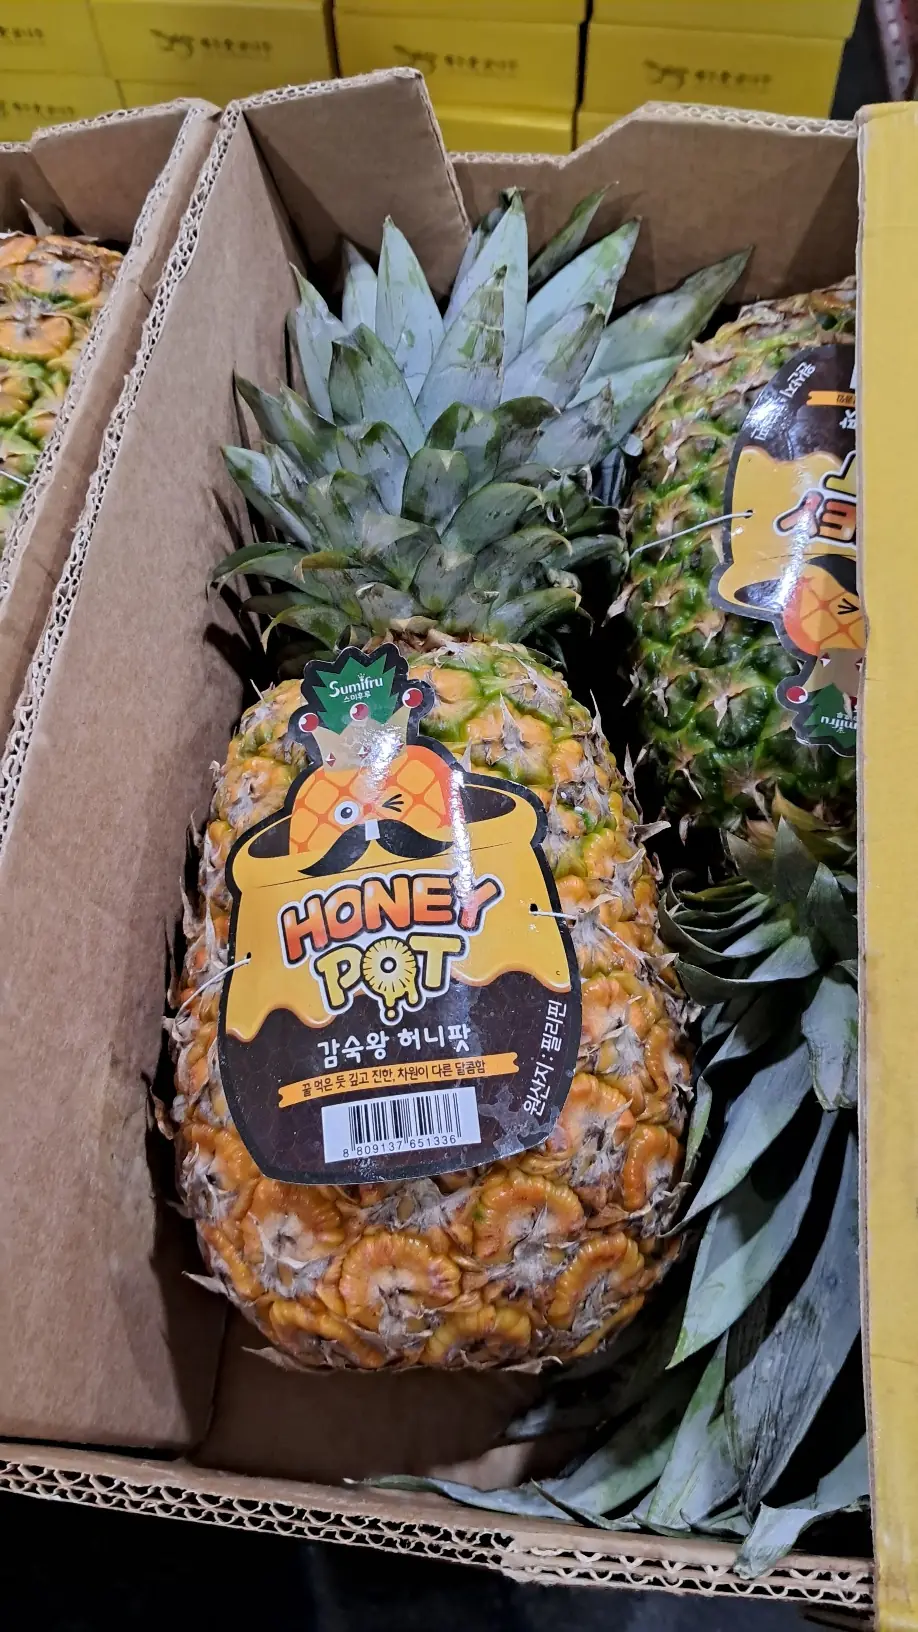 Sumifru
스미후루
HONEY
POT
감숙왕 허니팟
꿀 먹은 듯 깊고 진한, 차원이 다른 달콤함
원산지 : 필리핀
8 809137 651336